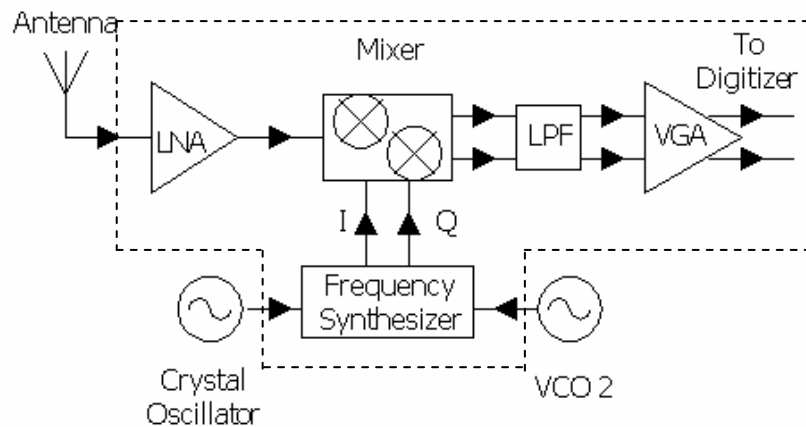 Antenna
Mixer
To
Digitizer
LNA
LPF
VGA
I
Q
Frequency
Synthesizer
Crystal
Oscillator
VCO 2